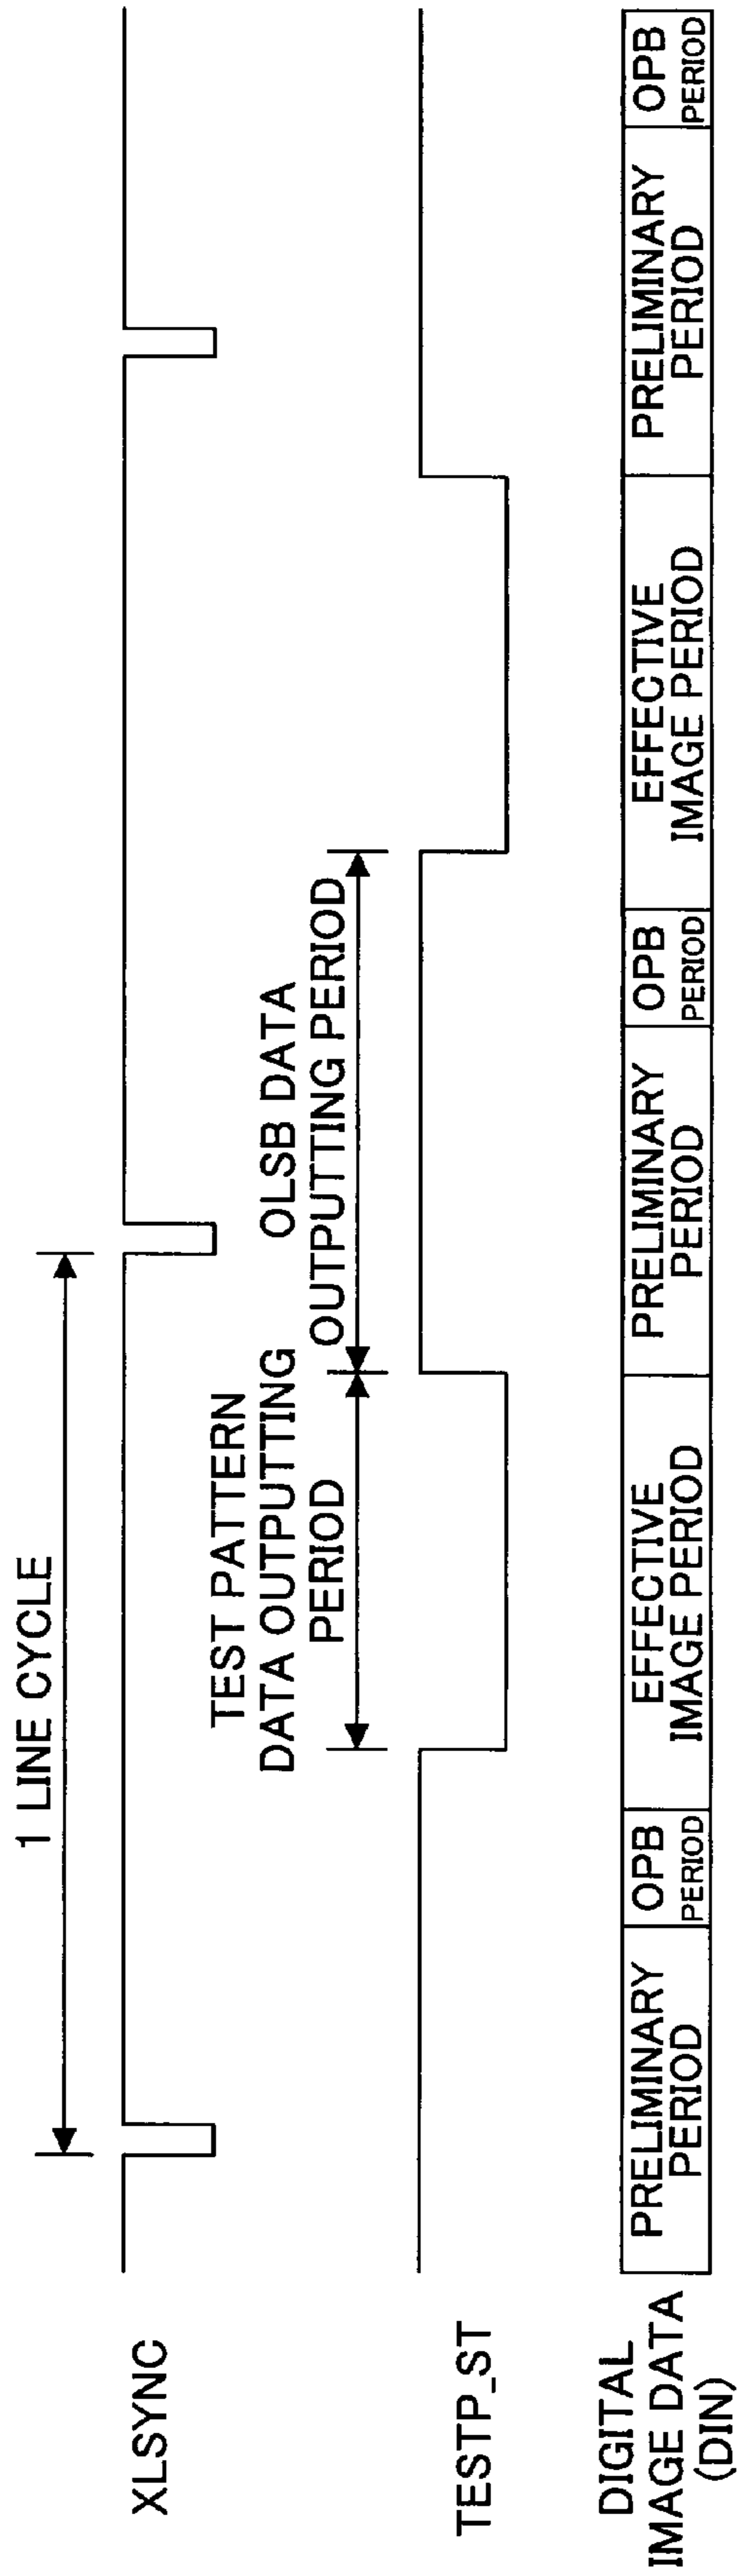 1 LINE CYCLE
XLSYNC
TEST PATTERN
DATA OUTPUTTING
PERIOD
OLSB DATA
OUTPUTTING PERIOD
TESTP_ST
DIGITAL
IMAGE DATA
(DIN)
PRELIMINARY
PERIOD
OPB
PERIOD
EFFECTIVE
IMAGE PERIOD
PRELIMINARY
PERIOD
OPB
PERIOD
EFFECTIVE
IMAGE PERIOD
PRELIMINARY
PERIOD
OPB
PERIOD